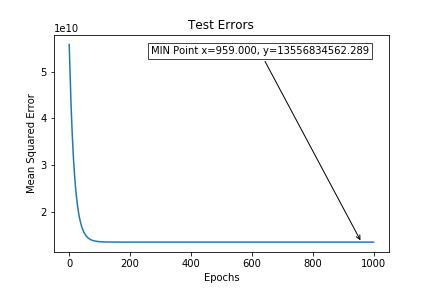 Test Errors
1e10
MIN Point x=959.000, y=13556834562.289
5
4
3
2
Mean Squared Error
0
200
400
600
800
1000
Epochs